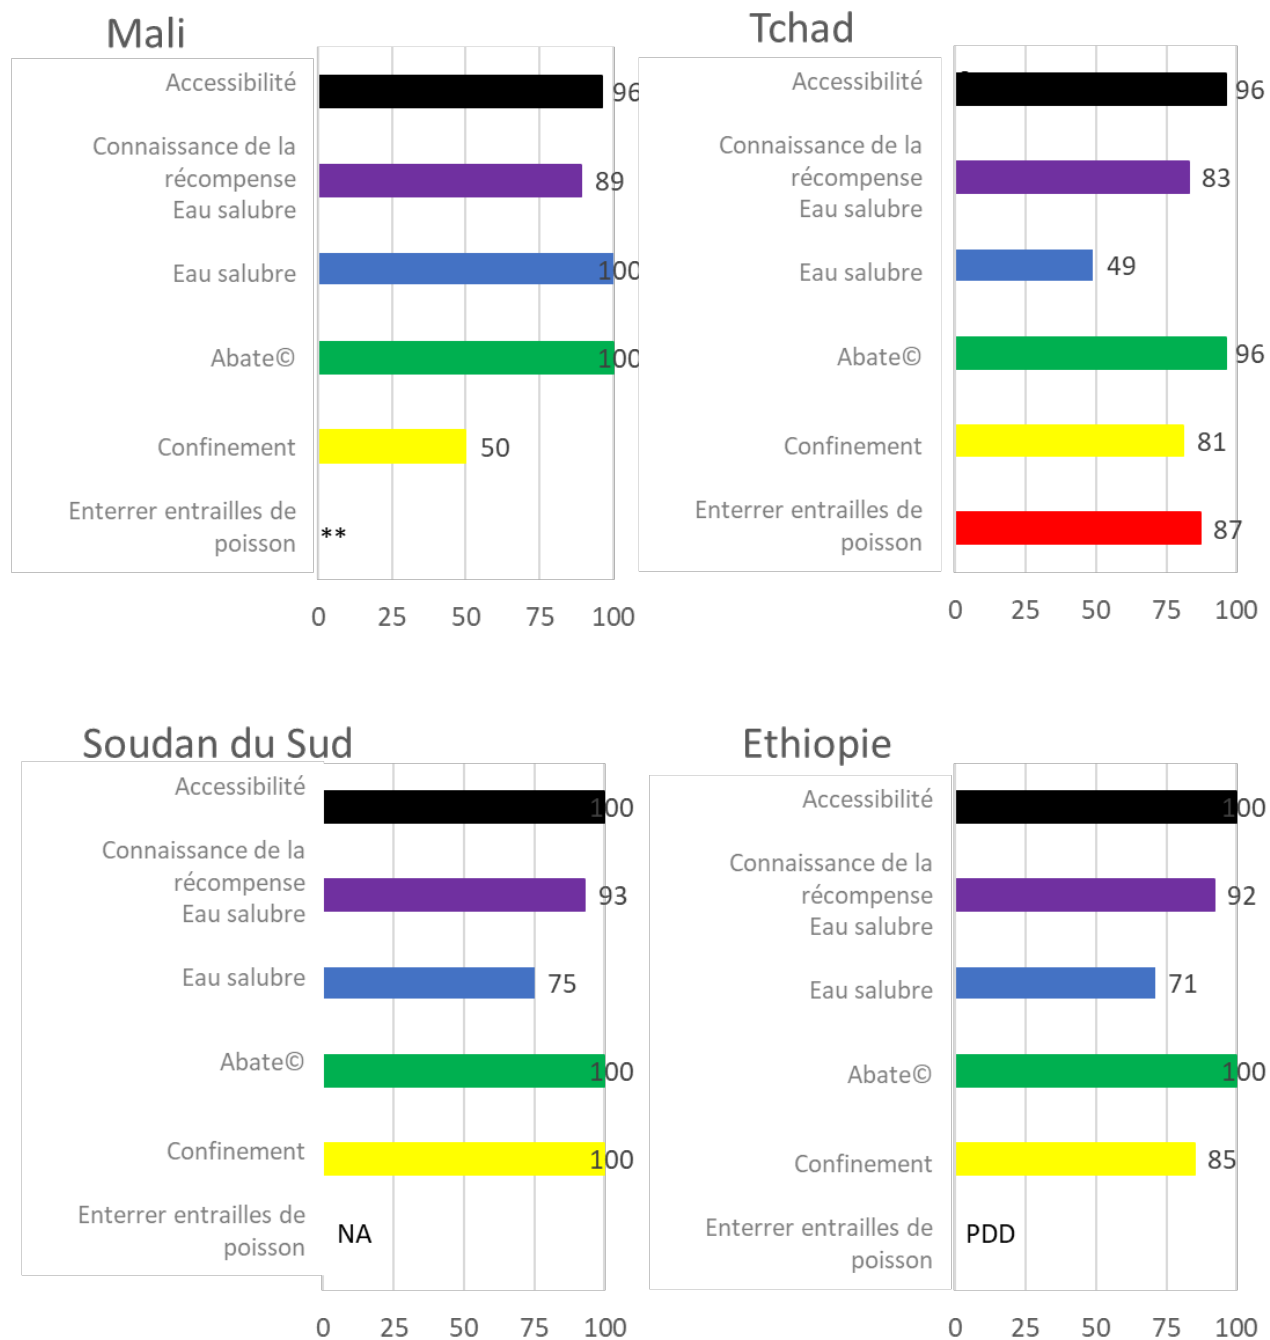 Mali
Accessibilité
96
Connaissance de la
récompense
Eau salubre
89
Eau salubre
100
Abate©
100
Confinement
50
Enterrer entrailles de
poisson
**
0 25 50 75 100
Tchad
Accessibilité
96
Connaissance de la
récompense
Eau salubre
83
Eau salubre
49
Abate©
96
Confinement
81
Enterrer entrailles de
poisson
87
0 25 50 75 100
Soudan du Sud
Accessibilité
100
Connaissance de la
récompense
Eau salubre
93
Eau salubre
75
Abate©
100
Confinement
100
Enterrer entrailles de
poisson
NA
0 25 50 75 100
Ethiopie
Accessibilité
100
Connaissance de la
récompense
Eau salubre
92
Eau salubre
71
Abate©
100
Confinement
85
Enterrer entrailles de
poisson
PDD
0 25 50 75 100